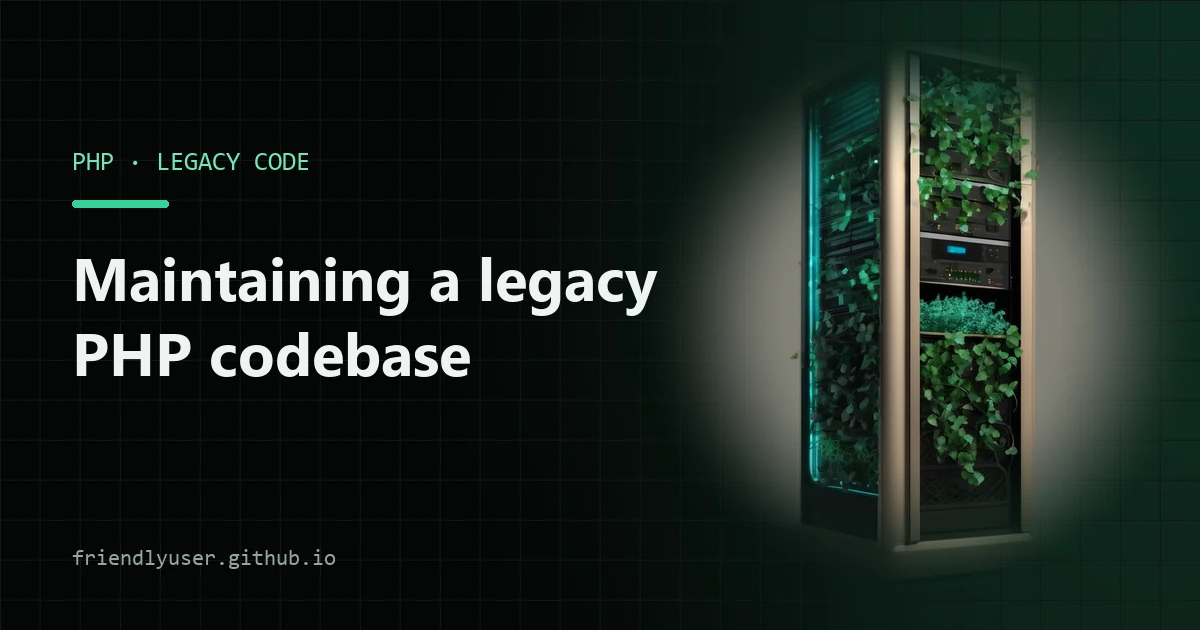 PHP · LEGACY CODE
Maintaining a legacy
PHP codebase
friendlyuser.github.io